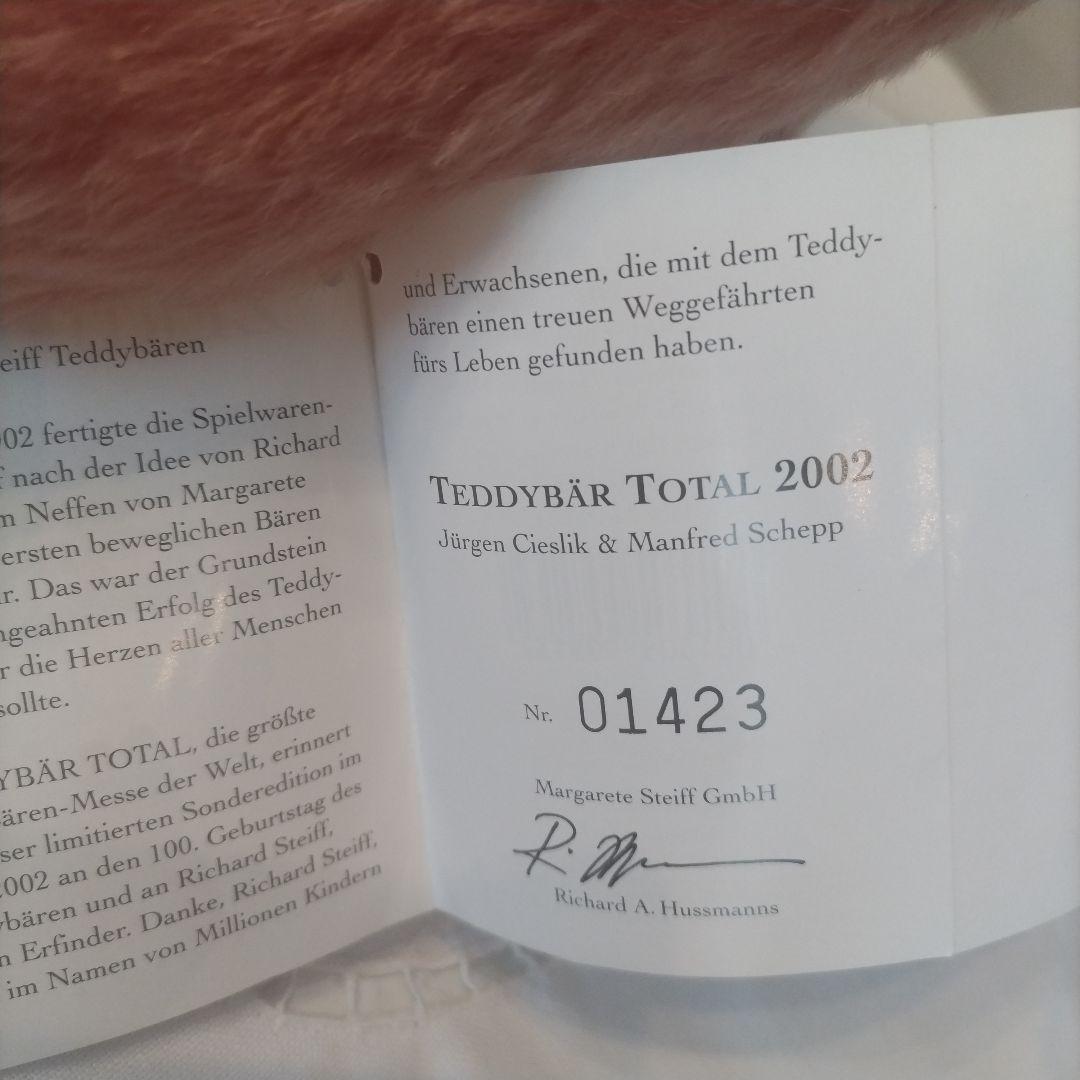 eiff Teddybären
02 fertigte die Spielwaren-
f nach der Idee von Richard
n Neffen von Margarete
ersten beweglichen Bären
r. Das war der Grundstein
ngeahnten Erfolg des Teddy-
r die Herzen aller Menschen
sollte.
YBÄR TOTAL, die größte
ären-Messe der Welt, erinnert
ser limitierten Sonderedition im
2002 an den 100. Geburtstag des
ybären und an Richard Steiff,
n Erfinder. Danke, Richard Steiff,
im Namen von Millionen Kindern
und Erwachsenen, die mit dem Teddy-
bären einen treuen Weggefährten
fürs Leben gefunden haben.
TEDDYBÄR TOTAL 2002
Jürgen Cieslik & Manfred Schepp
Nr. 01423
Margarete Steiff GmbH
Richard A. Hussmanns